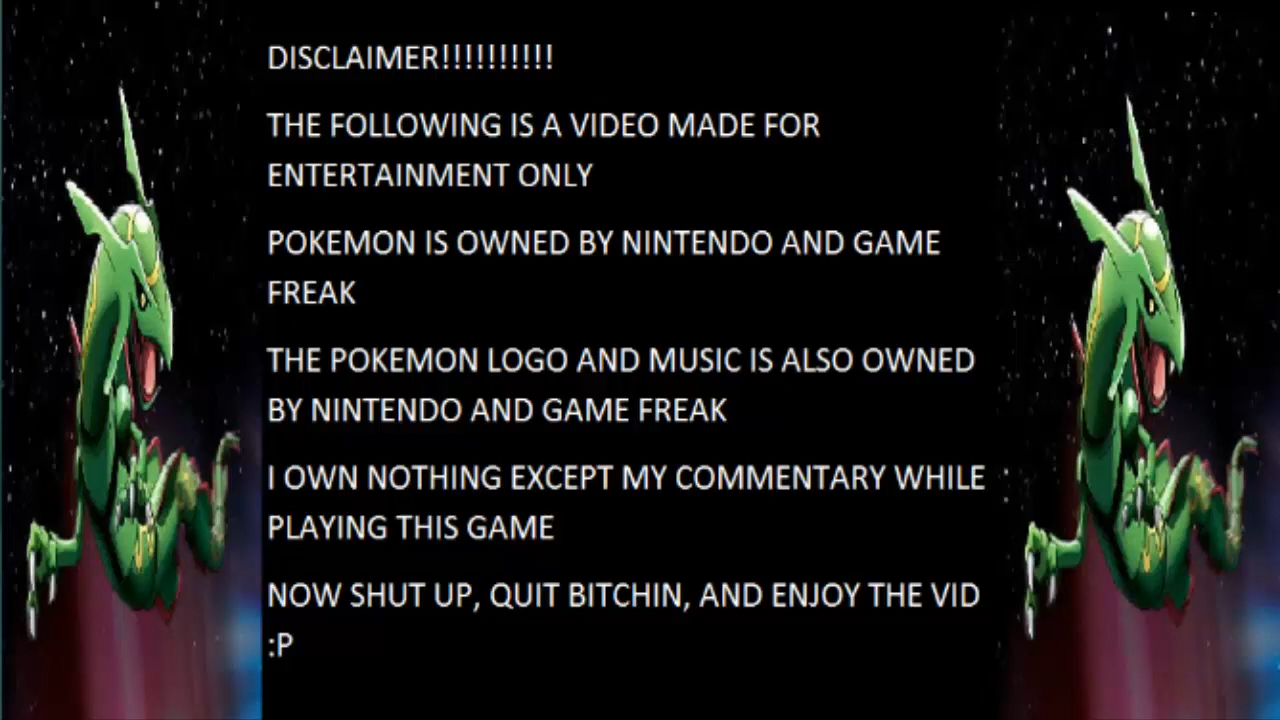 DISCLAIMER!!!!!!!!!!
THE FOLLOWING IS A VIDEO MADE FOR
ENTERTAINMENT ONLY
POKEMON IS OWNED BY NINTENDO AND GAME
FREAK
THE POKEMON LOGO AND MUSIC IS ALSO OWNED
BY NINTENDO AND GAME FREAK
I OWN NOTHING EXCEPT MY COMMENTARY WHILE
PLAYING THIS GAME
NOW SHUT UP, QUIT BITCHIN, AND ENJOY THE VID
:P